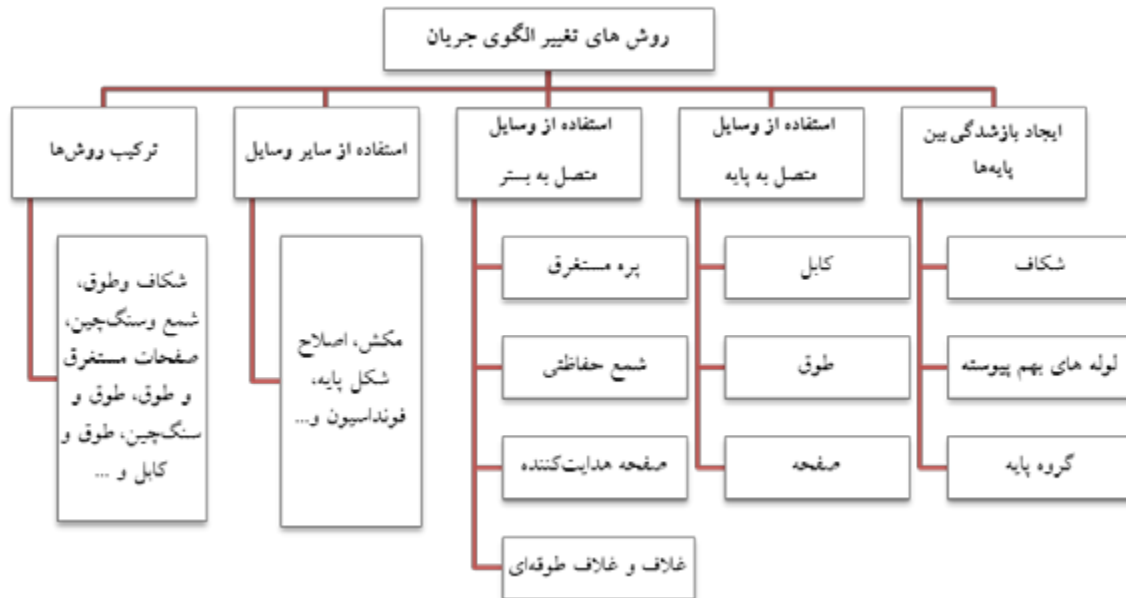 روش های تغییر الگوی جریان
ایجاد بازشدگی بین
پایه‌ها
شکاف
لوله های بهم پیوسته
گروه پایه
استفاده از وسایل
متصل به پایه
کابل
طوق
صفحه
استفاده از وسایل
متصل به بستر
پره مستغرق
شمع حفاظتی
صفحه هدایت‌کننده
غلاف و غلاف طوقه‌ای
استفاده از سایر وسایل
مکش، اصلاح
شکل پایه،
فونداسیون و...
ترکیب روش‌ها
شکاف وطوق،
شمع وسنگ‌چین،
صفحات مستغرق
و طوق، طوق و
سنگ‌چین، طوق و
کابل و ...